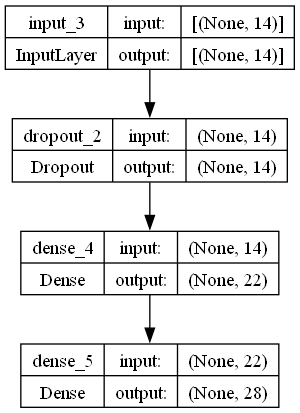 input_3 input: [(None, 14)]
InputLayer output: [(None, 14)]
dropout_2 input: (None, 14)
Dropout output: (None, 14)
dense_4 input: (None, 14)
Dense output: (None, 22)
dense_5 input: (None, 22)
Dense output: (None, 28)